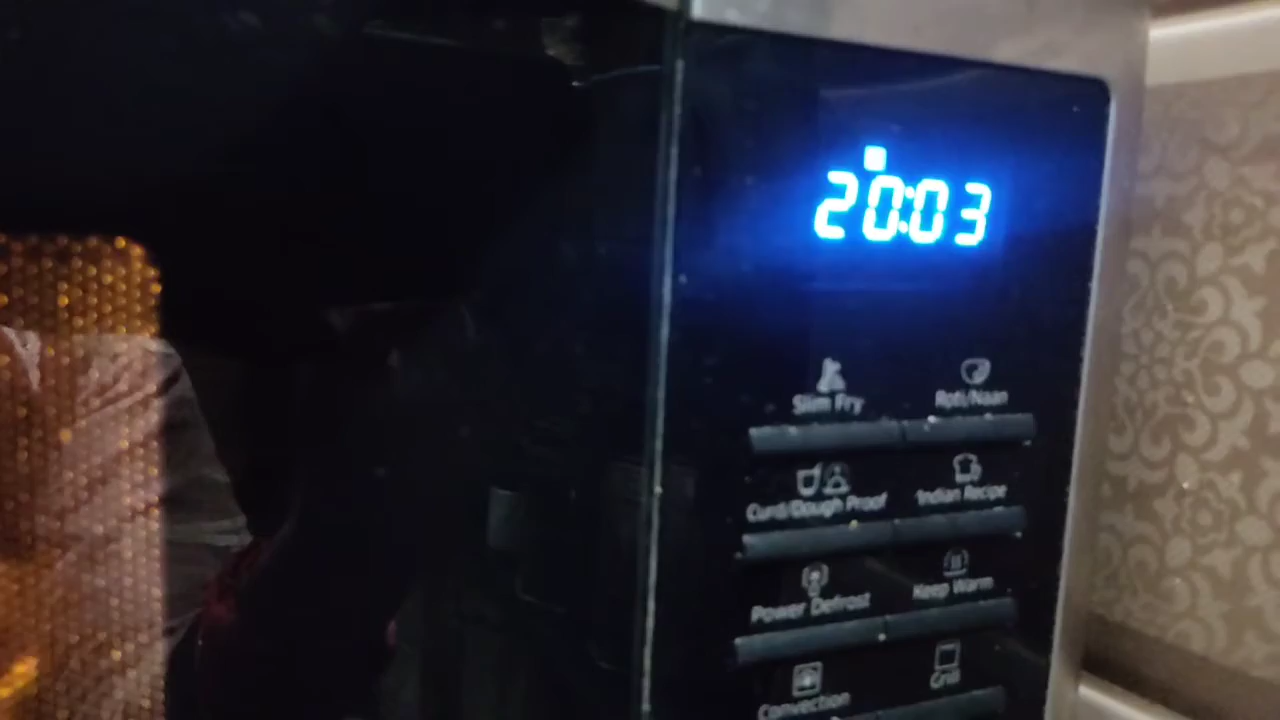 20:03
Slim Fry Roti/Naan
Curd/Dough Proof Indian Recipe
Power Defrost Keep Warm
Convection Grill